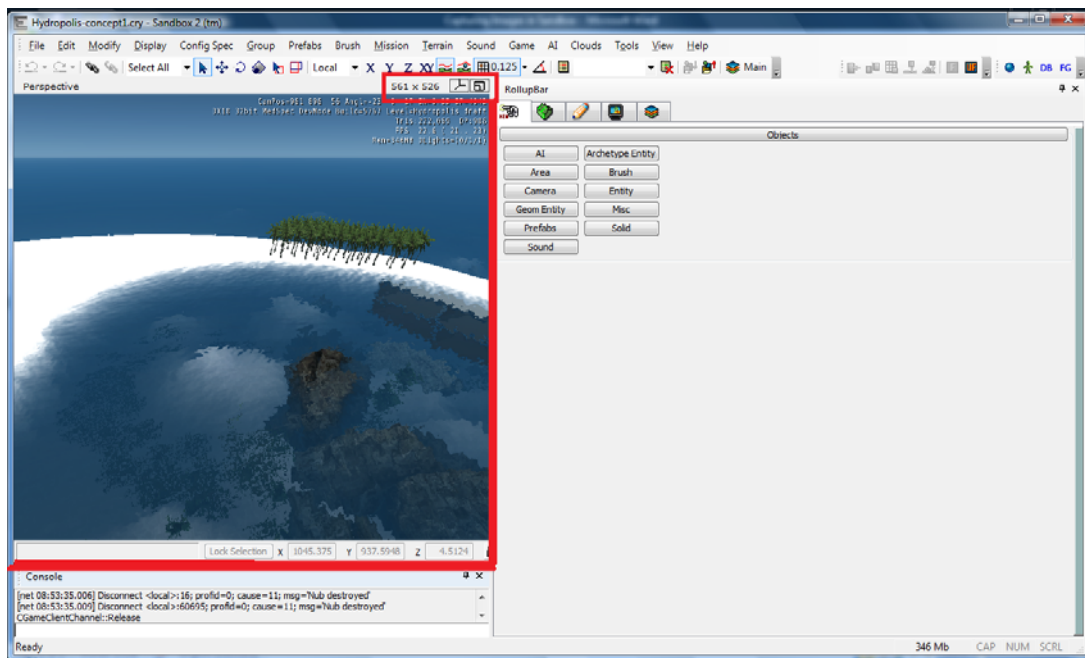 Hydropolis-concept1.cry - Sandbox 2 (tm)
File Edit Modify Display Config Spec Group Prefabs Brush Mission Terrain Sound Game AI Clouds Tools View Help
Select All Local X Y Z XY 0.125 Main DB FG
Perspective 561 x 526
RollupBar
Objects
AI Archetype Entity
Area Brush
Camera Entity
Geom Entity Misc
Prefabs Solid
Sound
Lock Selection X 1045.375 Y 937.5948 Z 4.5124
Console
[net 08:53:35.006] Disconnect <local>:16; profid=0; cause=11; msg='Nub destroyed'
[net 08:53:35.009] Disconnect <local>:60695; profid=0; cause=11; msg='Nub destroyed'
CGameClientChannel::Release
Ready 346 Mb CAP NUM SCRL